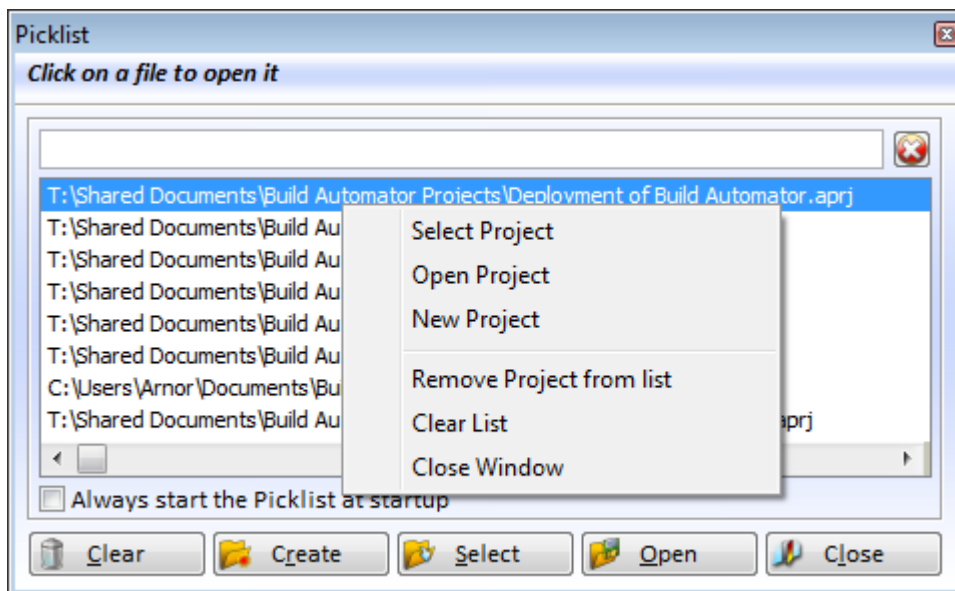 Picklist
Click on a file to open it
T:\Shared Documents\Build Automator Projects\Deployment of Build Automator.aprj
T:\Shared Documents\Build Au
T:\Shared Documents\Build Au
T:\Shared Documents\Build Au
T:\Shared Documents\Build Au
T:\Shared Documents\Build Au
C:\Users\Arnor\Documents\Bu
T:\Shared Documents\Build Au aprj
Select Project
Open Project
New Project
Remove Project from list
Clear List
Close Window
Always start the Picklist at startup
Clear
Create
Select
Open
Close